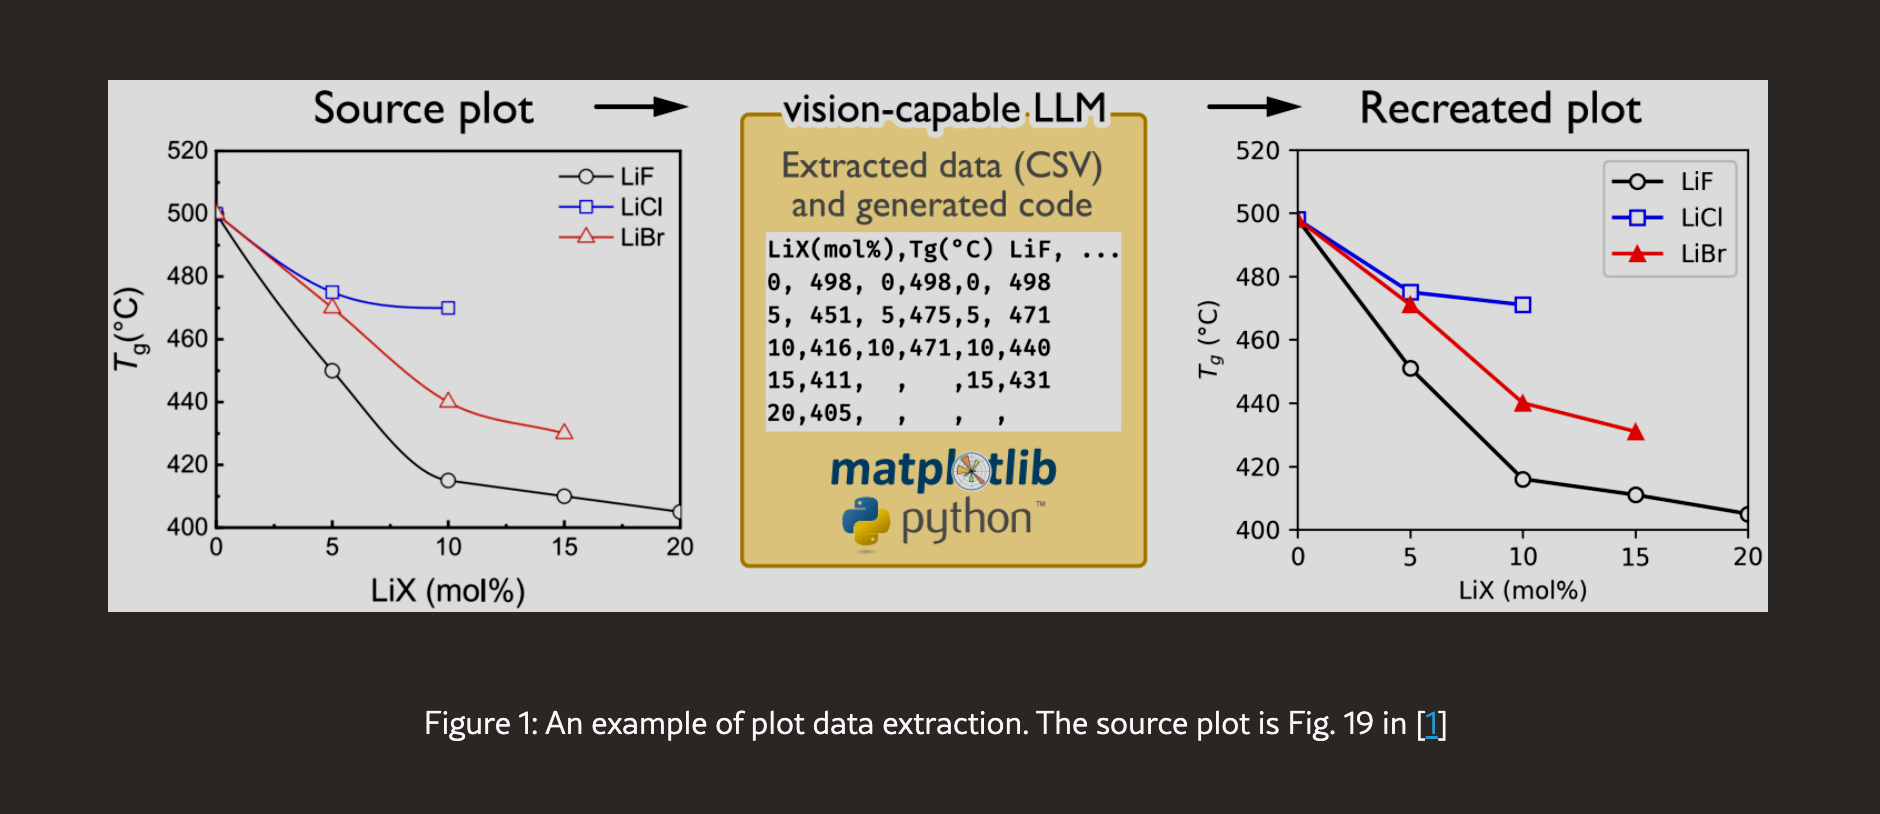 Source plot
vision-capable LLM
Recreated plot
520
500
480
460
440
420
400
0 5 10 15 20
Tg(°C)
LiX (mol%)
LiF
LiCl
LiBr
Extracted data (CSV)
and generated code
LiX(mol%),Tg(°C) LiF, ...
0, 498, 0,498,0, 498
5, 451, 5,475,5, 471
10,416,10,471,10,440
15,411, , ,15,431
20,405, , , ,
matplotlib
python™
520
500
480
460
440
420
400
0 5 10 15 20
Tg (°C)
LiX (mol%)
LiF
LiCl
LiBr
Figure 1: An example of plot data extraction. The source plot is Fig. 19 in [1]